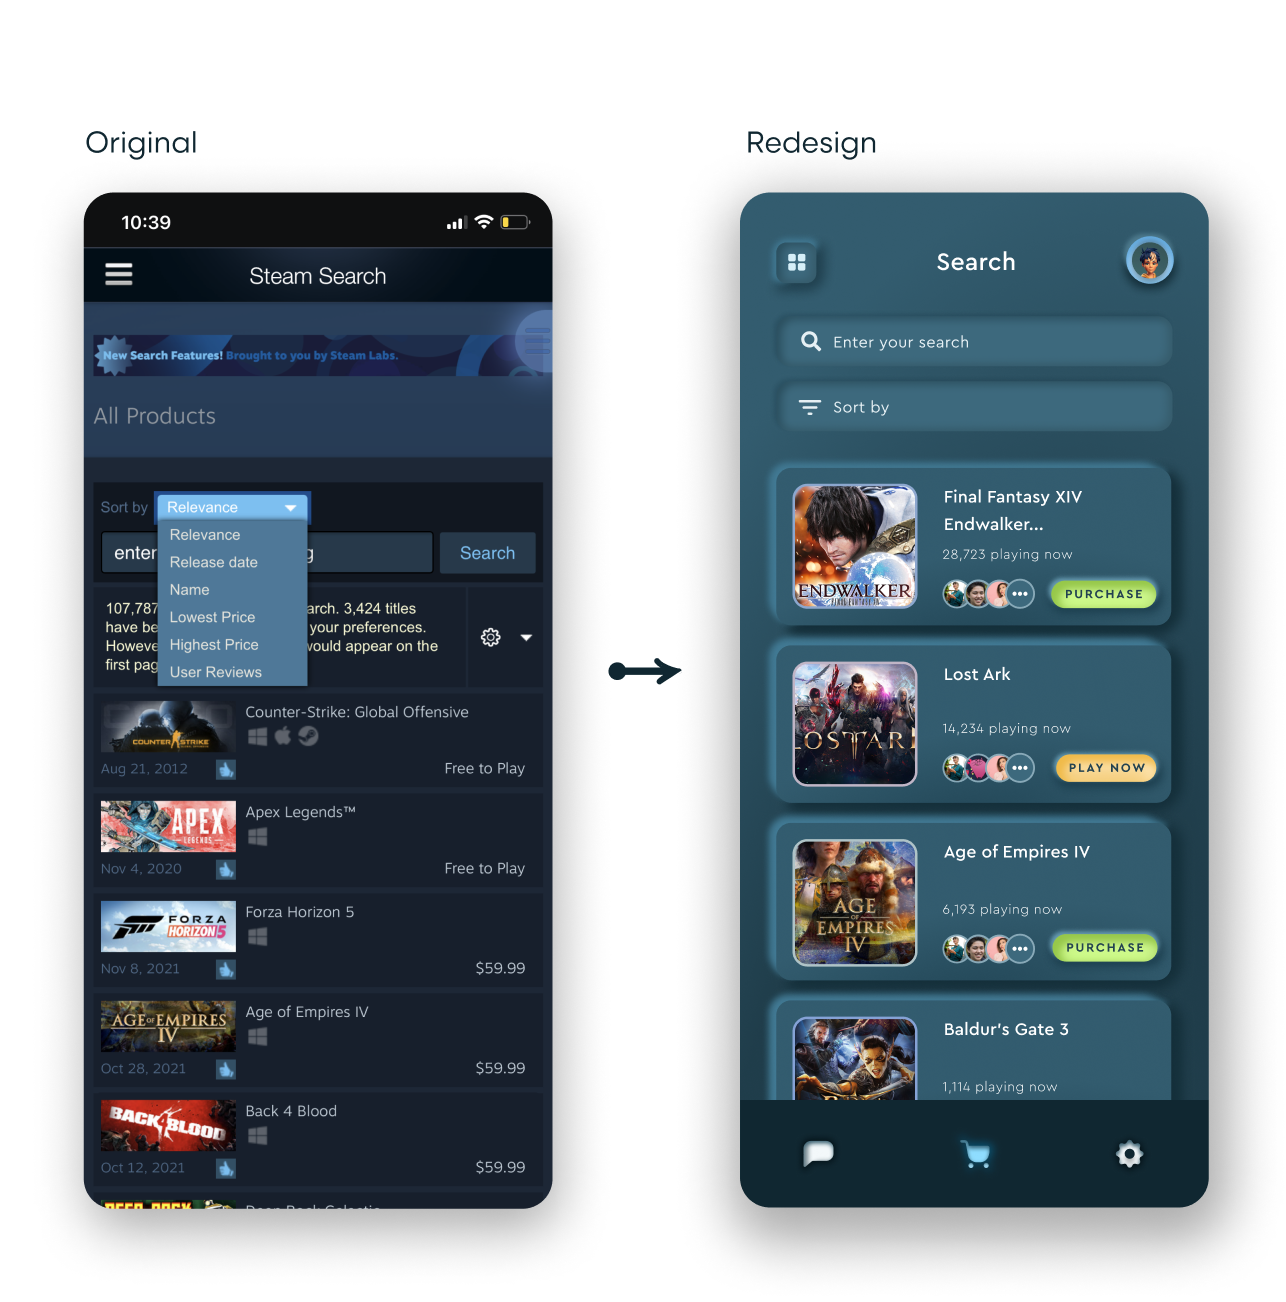 Original
10:39
Steam Search
New Search Features! Brought to you by Steam Labs.
All Products
Sort by
Relevance
Relevance
Release date
Name
Lowest Price
Highest Price
User Reviews
enter
g
Search
107,787
arch. 3,424 titles
have be
your preferences.
Howeve
would appear on the
first pag
COUNTER STRIKE
Counter-Strike: Global Offensive
Aug 21, 2012
Free to Play
APEX
LEGENDS
Apex Legends™
Nov 4, 2020
Free to Play
FORZA
HORIZON 5
Forza Horizon 5
Nov 8, 2021
$59.99
AGE OF EMPIRES
IV
Age of Empires IV
Oct 28, 2021
$59.99
BACK 4 BLOOD
Back 4 Blood
Oct 12, 2021
$59.99
Redesign
Search
Enter your search
Sort by
ENDWALKER
Final Fantasy XIV
Endwalker...
28,723 playing now
PURCHASE
LOST ARK
Lost Ark
14,234 playing now
PLAY NOW
AGE
OF
EMPIRES
IV
Age of Empires IV
6,193 playing now
PURCHASE
Baldur's Gate 3
1,114 playing now